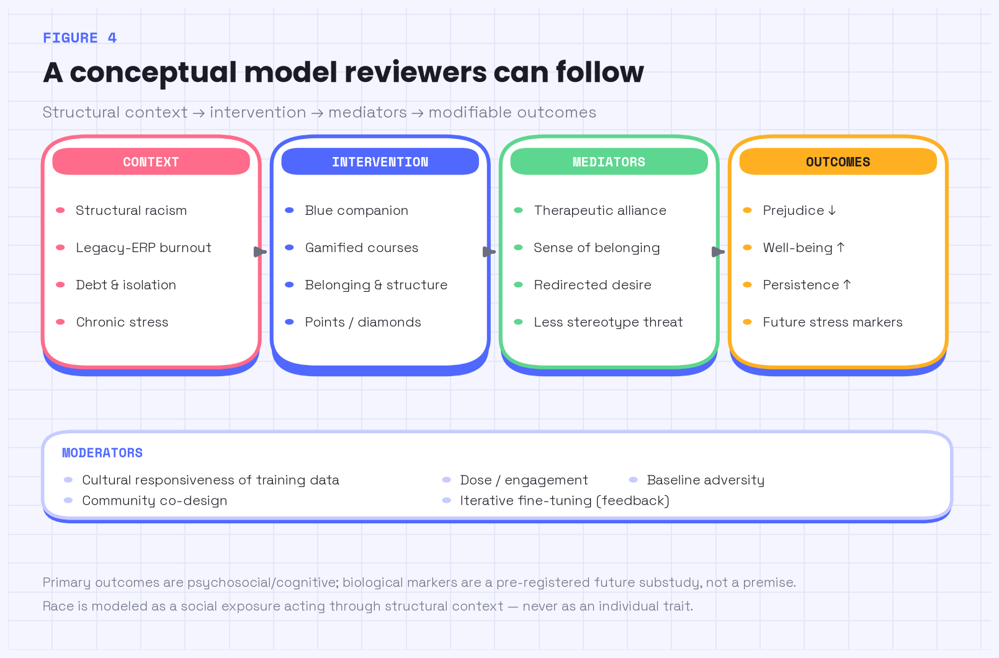 FIGURE 4
A conceptual model reviewers can follow
Structural context → intervention → mediators → modifiable outcomes
CONTEXT
Structural racism
Legacy-ERP burnout
Debt & isolation
Chronic stress
INTERVENTION
Blue companion
Gamified courses
Belonging & structure
Points / diamonds
MEDIATORS
Therapeutic alliance
Sense of belonging
Redirected desire
Less stereotype threat
OUTCOMES
Prejudice ↓
Well-being ↑
Persistence ↑
Future stress markers
MODERATORS
Cultural responsiveness of training data
Dose / engagement
Baseline adversity
Community co-design
Iterative fine-tuning (feedback)
Primary outcomes are psychosocial/cognitive; biological markers are a pre-registered future substudy, not a premise.
Race is modeled as a social exposure acting through structural context — never as an individual trait.